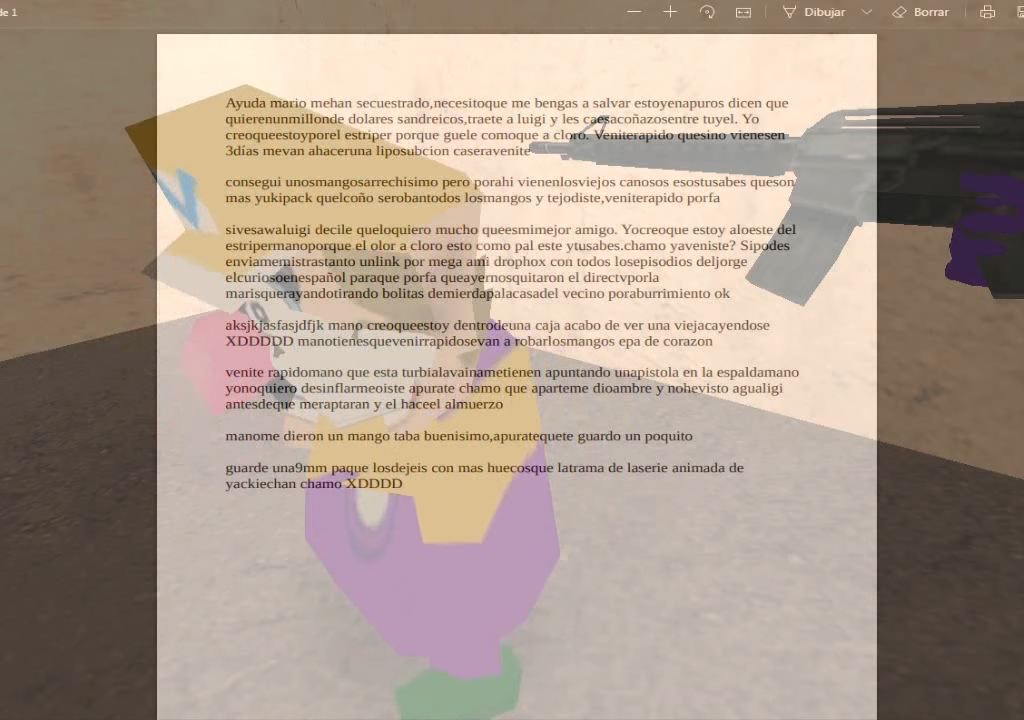 de 1
Dibujar
Borrar
Ayuda mario mehan secuestrado,necesitoque me bengas a salvar estoyenapuros dicen que
quierenunmillonde dolares sandreicos,traete a luigi y les caesacoñazosentre tuyel. Yo
creoqueestoyporel estriper porque guele comoque a cloro. Veniterapido quesino vienesen
3días mevan ahaceruna liposubcion caseravenite
consegui unosmangosarrechisimo pero porahi vienenlosviejos canosos esostusabes queson
mas yukipack quelcoño serobantodos losmangos y tejodiste,veniterapido porfa
sivesawaluigi decile queloquiero mucho queesmimejor amigo. Yocreoque estoy aloeste del
estripermanoporque el olor a cloro esto como pal este ytusabes.chamo yaveniste? Sipodes
enviamemistrastanto unlink por mega ami drophox con todos losepisodios deljorge
elcuriosoenespañol paraque porfa queayernosquitaron el directvporla
marisquerayandotirando bolitas demierdapalacasadel vecino poraburrimiento ok
aksjkjasfasjdfjk mano creoqueestoy dentrodeuna caja acabo de ver una viejacayendose
XDDDDD manotienesquevenirrapidosevan a robarlosmangos epa de corazon
venite rapidomano que esta turbialavainametienen apuntando unapistola en la espaldamano
yonoquiero desinflarmeoiste apurate chamo que aparteme dioambre y nohevisto agualigi
antesdeque meraptaran y el haceel almuerzo
manome dieron un mango taba buenisimo,apuratequete guardo un poquito
guarde una9mm paque losdejeis con mas huecosque latrama de laserie animada de
yackiechan chamo XDDDD